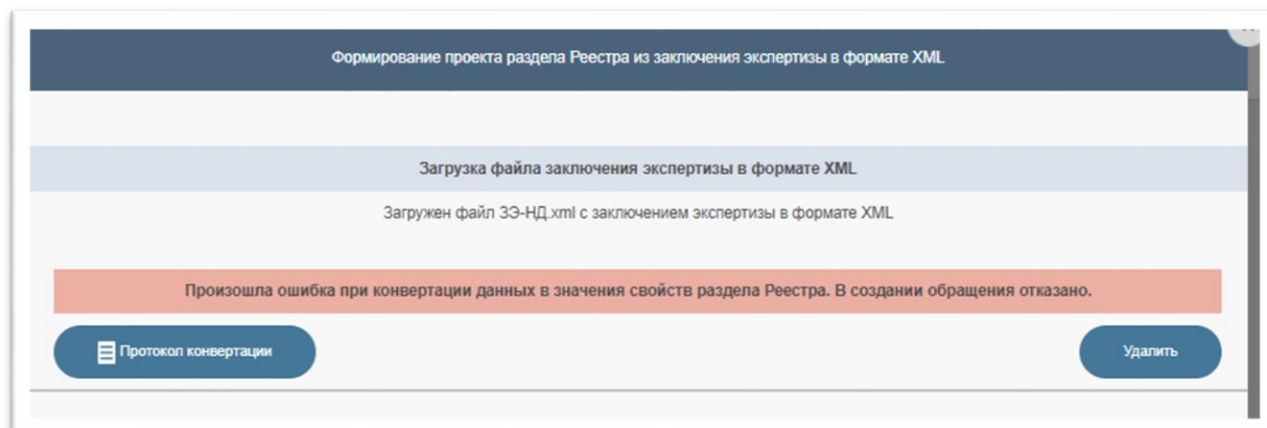 Формирование проекта раздела Реестра из заключения экспертизы в формате XML
Загрузка файла заключения экспертизы в формате XML
Загружен файл ЗЭ-НД.xml с заключением экспертизы в формате XML
Произошла ошибка при конвертации данных в значения свойств раздела Реестра. В создании обращения отказано.
Протокол конвертации
Удалить